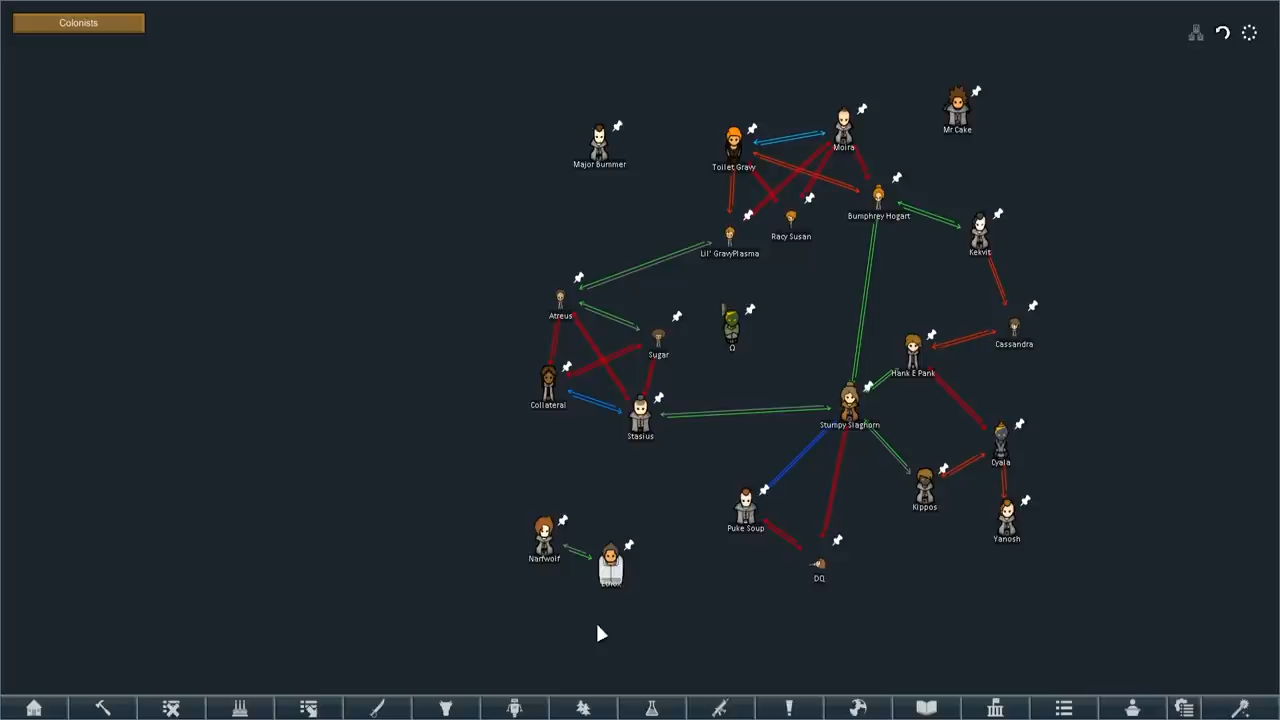 Colonists
Mr Cake
Moira
Major Bummer
Toilet Gravy
Bumphrey Hogart
Racy Susan
Lil' GravyPlasma
Kekvit
Atreus
Cassandra
Sugar
Ω
Hank E Pank
Collateral
Stumpy Slaghorn
Stasius
Cyala
Kippos
Puke Soup
Yanosh
Narfwolf
DQ